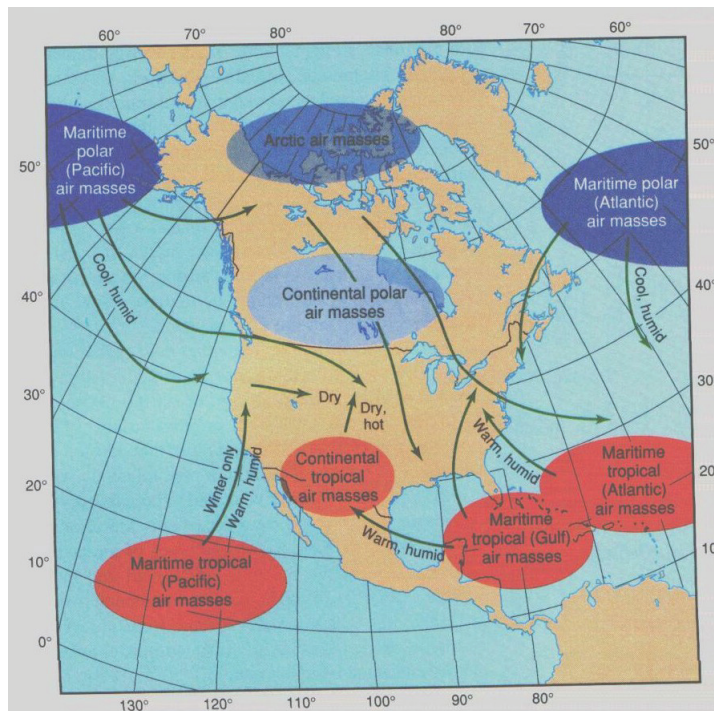 60°
70°
80°
80°
70°
60°
50°
40°
30°
20°
10°
0°
50°
40°
30
20
10
130°
120°
110°
100°
90°
80°
Maritime
polar
(Pacific)
air masses
Arctic air masses
Maritime polar
(Atlantic)
air masses
Cool, humid
Continental polar
air masses
Cool,
humid
Dry
Dry,
hot
Winter only
Warm, humid
Continental
tropical
air masses
Warm, humid
Maritime
tropical
(Atlantic)
air masses
Maritime
tropical (Gulf)
air masses
Warm, humid
Maritime tropical
(Pacific)
air masses